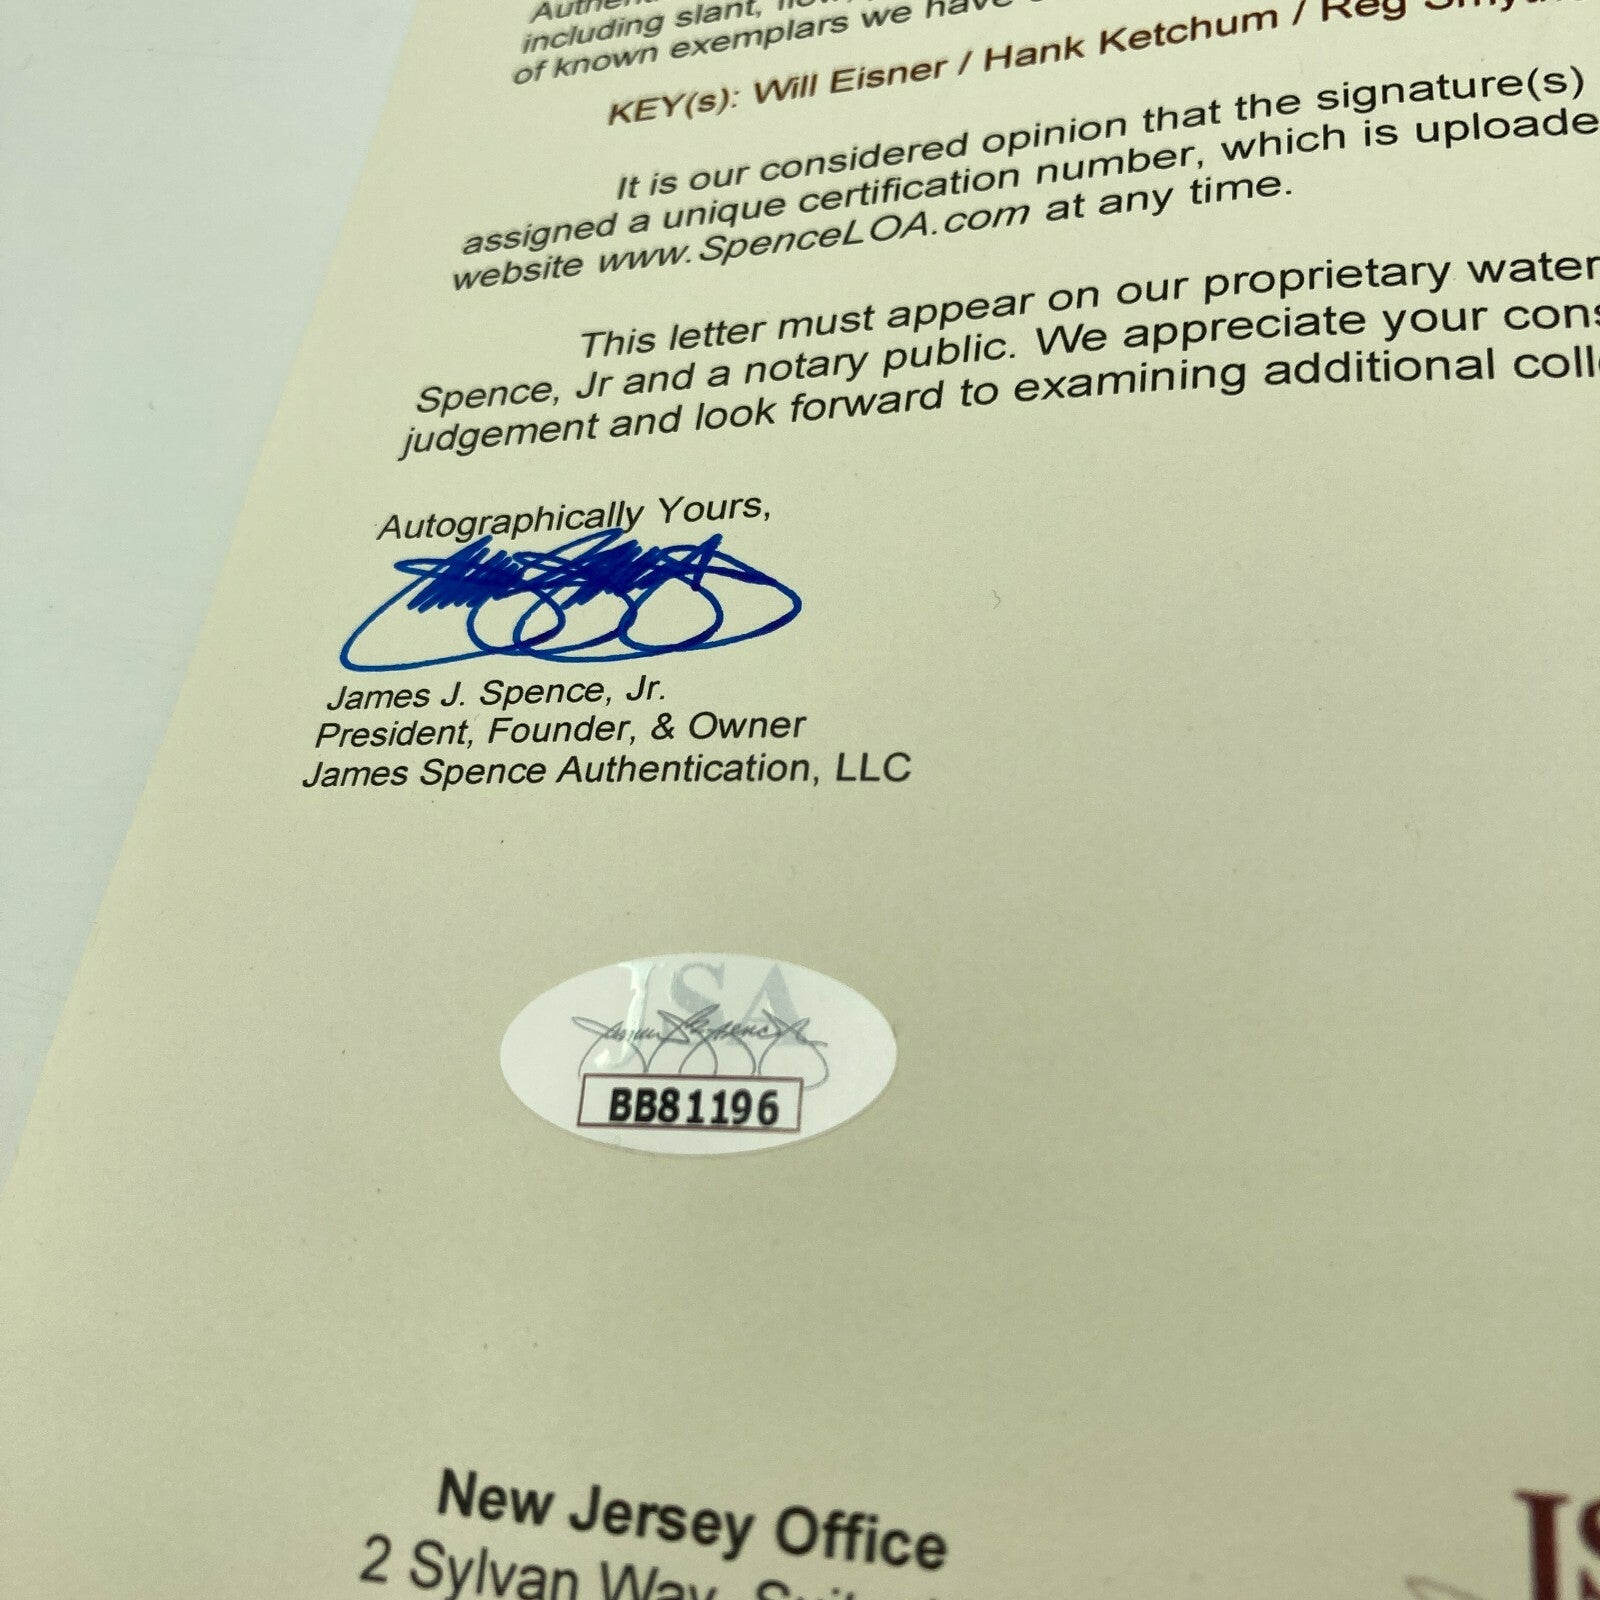 including slant,
of known exemplars we have
KEY(s): Will Eisner / Hank Ketchum / Reg
It is our considered opinion that the signature(s)
assigned a unique certification number, which is uploade
website www.SpenceLOA.com at any time.
This letter must appear on our proprietary water
Spence, Jr and a notary public. We appreciate your cons
judgement and look forward to examining additional coll
Autographically Yours,
James J. Spence, Jr.
President, Founder, & Owner
James Spence Authentication, LLC
JSA
James J Spence Jr
BB81196
New Jersey Office
2 Sylvan Way,